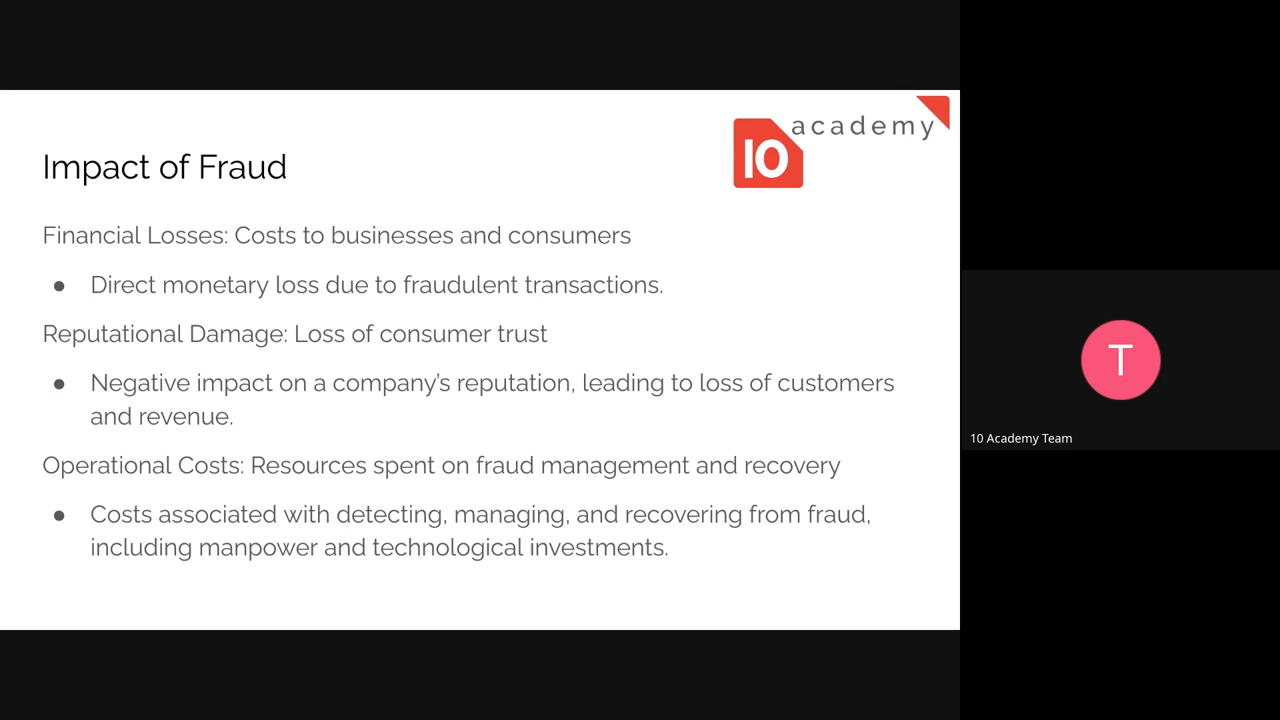 academy
10
Impact of Fraud
Financial Losses: Costs to businesses and consumers
● Direct monetary loss due to fraudulent transactions.
Reputational Damage: Loss of consumer trust
● Negative impact on a company’s reputation, leading to loss of customers
and revenue.
Operational Costs: Resources spent on fraud management and recovery
● Costs associated with detecting, managing, and recovering from fraud,
including manpower and technological investments.
T
10 Academy Team